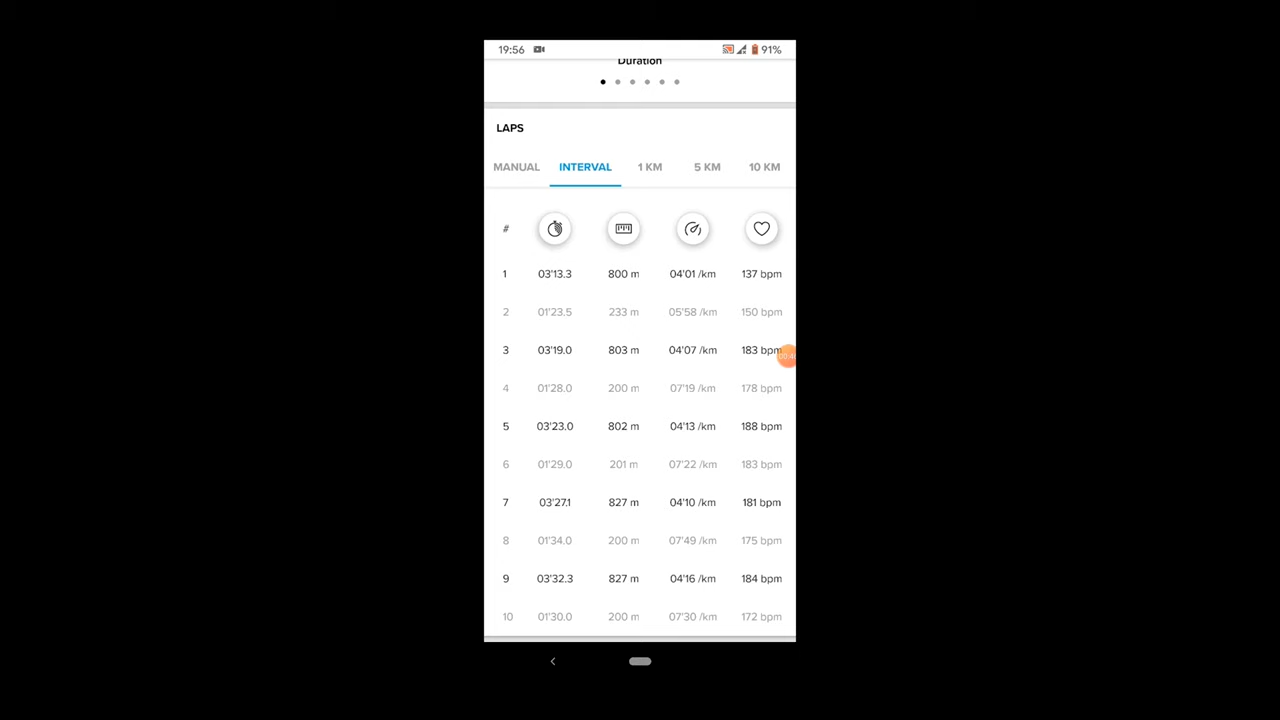 19:56 91%
Duration
LAPS
MANUAL INTERVAL 1 KM 5 KM 10 KM
#
1 03'13.3 800 m 04'01 /km 137 bpm
2 01'23.5 233 m 05'58 /km 150 bpm
3 03'19.0 803 m 04'07 /km 183 bpm
4 01'28.0 200 m 07'19 /km 178 bpm
5 03'23.0 802 m 04'13 /km 188 bpm
6 01'29.0 201 m 07'22 /km 183 bpm
7 03'27.1 827 m 04'10 /km 181 bpm
8 01'34.0 200 m 07'49 /km 175 bpm
9 03'32.3 827 m 04'16 /km 184 bpm
10 01'30.0 200 m 07'30 /km 172 bpm